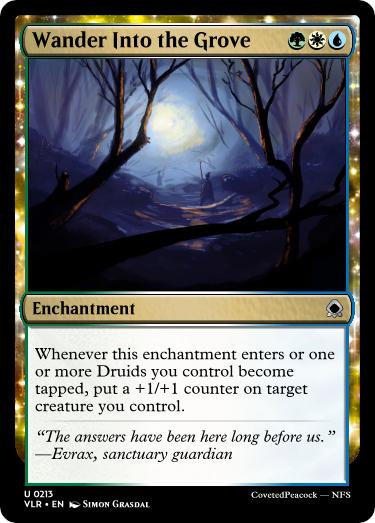 Wander Into the Grove
Enchantment
Whenever this enchantment enters or one
or more Druids you control become
tapped, put a +1/+1 counter on target
creature you control.
“The answers have been here long before us.”
—Evrax, sanctuary guardian
U 0213
VLR • EN Simon Grasdal
CovetedPeacock — NFS